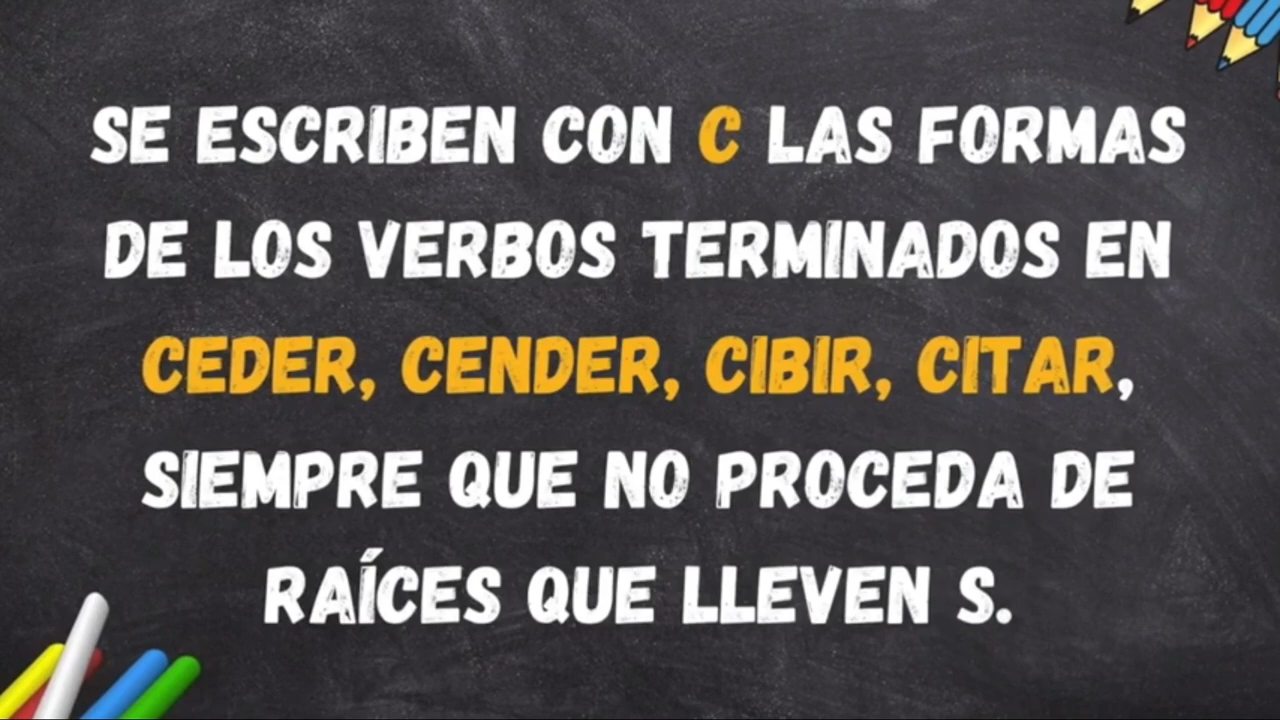 SE ESCRIBEN CON C LAS FORMAS
DE LOS VERBOS TERMINADOS EN
CEDER, CENDER, CIBIR, CITAR,
SIEMPRE QUE NO PROCEDA DE
RAÍCES QUE LLEVEN S.